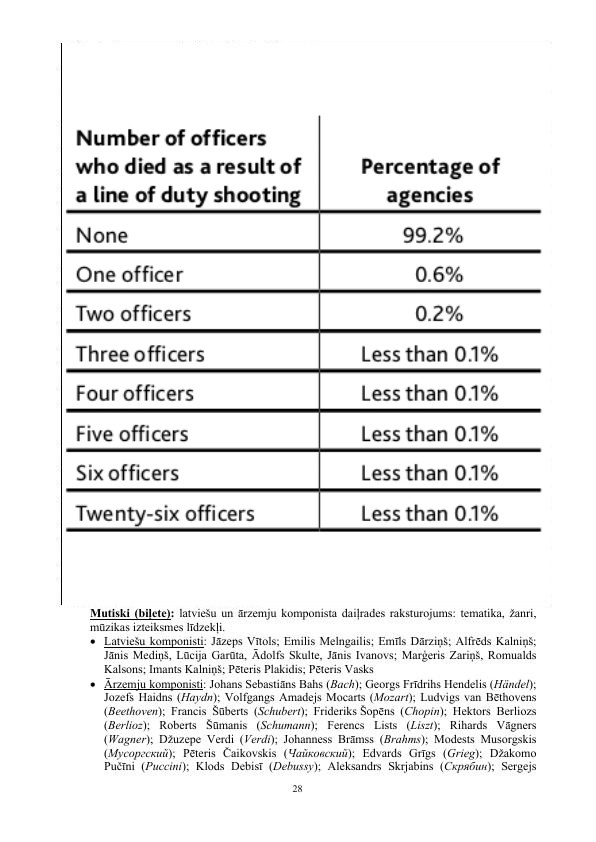 Number of officers
who died as a result of
a line of duty shooting
Percentage of
agencies
None 99.2%
One officer 0.6%
Two officers 0.2%
Three officers Less than 0.1%
Four officers Less than 0.1%
Five officers Less than 0.1%
Six officers Less than 0.1%
Twenty-six officers Less than 0.1%
Mutiski (biļete): latviešu un ārzemju komponista daiļrades raksturojums: tematika, žanri,
mūzikas izteiksmes līdzekļi.
• Latviešu komponisti: Jāzeps Vītols; Emilis Melngailis; Emīls Dārziņš; Alfrēds Kalniņš;
Jānis Mediņš, Lūcija Garūta, Ādolfs Skulte, Jānis Ivanovs; Marģeris Zariņš, Romualds
Kalsons; Imants Kalniņš; Pēteris Plakidis; Pēteris Vasks
• Ārzemju komponisti: Johans Sebastiāns Bahs (Bach); Georgs Frīdrihs Hendelis (Händel);
Jozefs Haidns (Haydn); Volfgangs Amadejs Mocarts (Mozart); Ludvigs van Bēthovens
(Beethoven); Francis Šūberts (Schubert); Frideriks Šopēns (Chopin); Hektors Berliozs
(Berlioz); Roberts Šūmanis (Schumann); Ferencs Lists (Liszt); Rihards Vāgners
(Wagner); Džuzepe Verdi (Verdi); Johanness Brāmss (Brahms); Modests Musorgskis
(Мусоргский); Pēteris Čaikovskis (Чайковский); Edvards Grīgs (Grieg); Džakomo
Pučīni (Puccini); Klods Debisī (Debussy); Aleksandrs Skrjabins (Скрябин); Sergejs
28